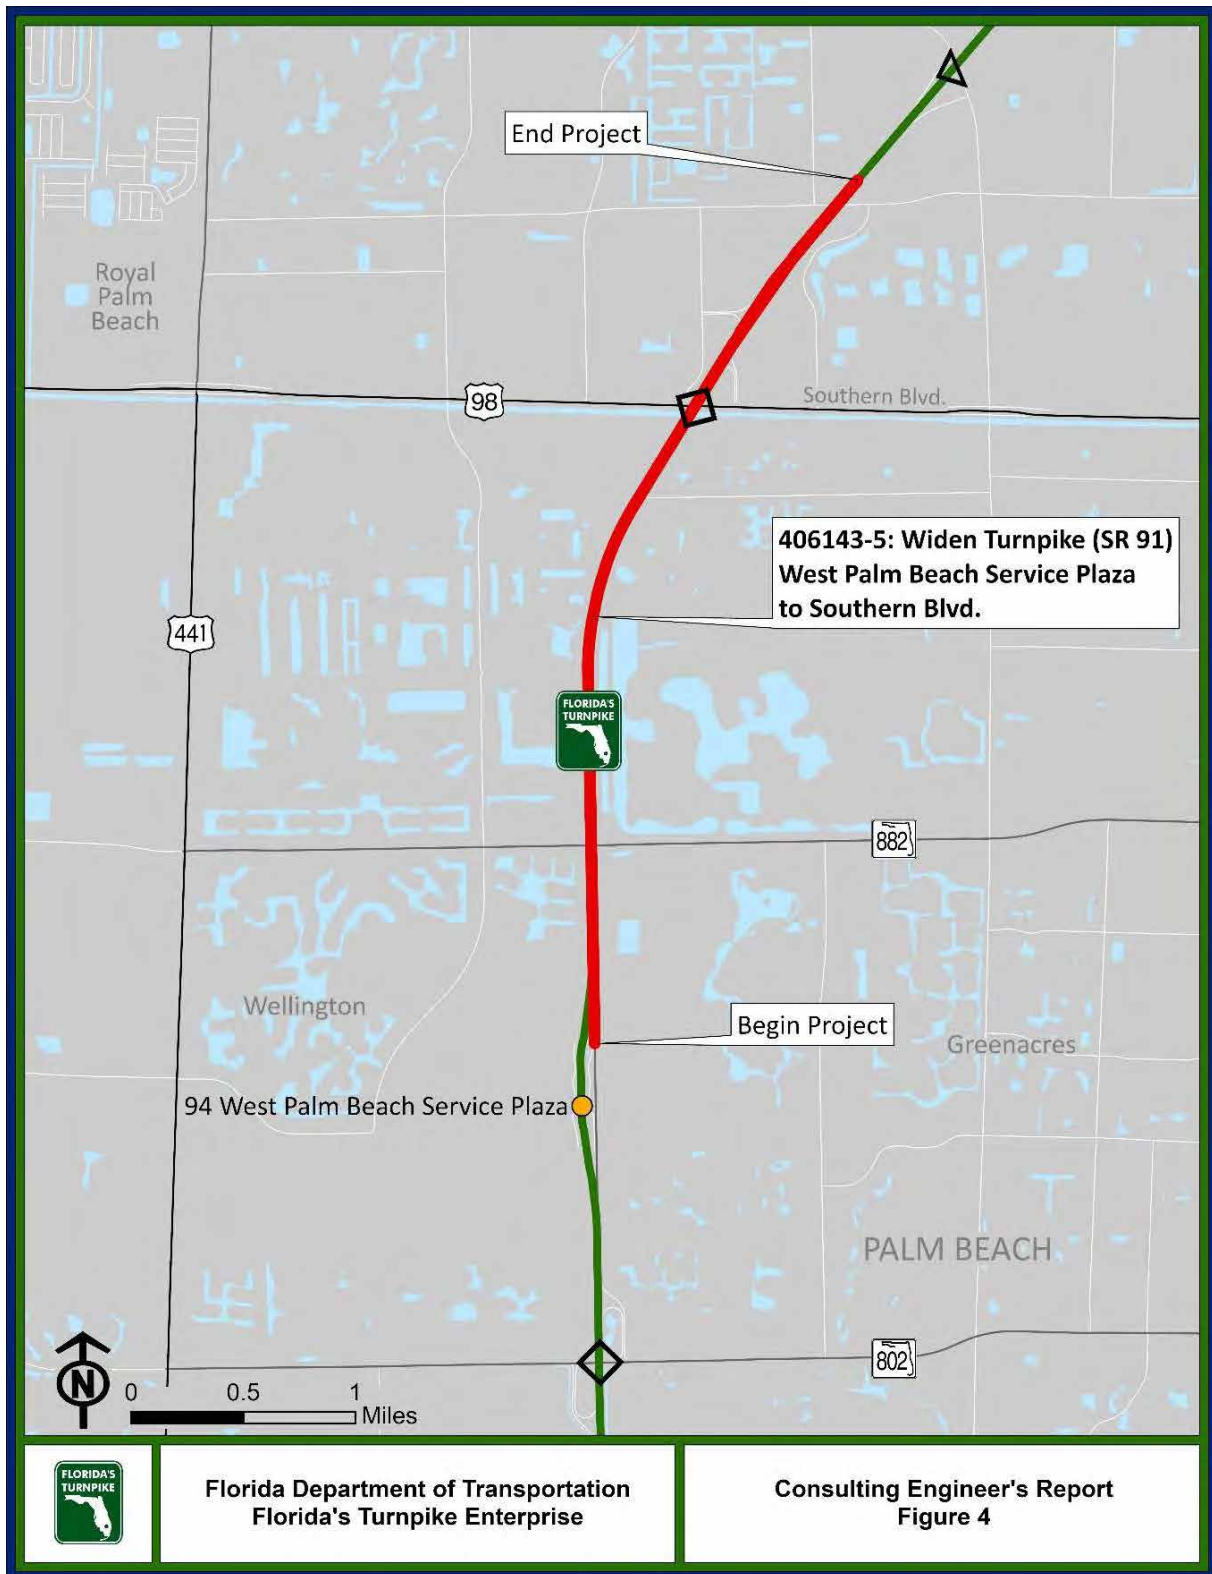 End Project
Royal
Palm
Beach
98
Southern Blvd.
406143-5: Widen Turnpike (SR 91)
West Palm Beach Service Plaza
to Southern Blvd.
441
FLORIDA'S
TURNPIKE
882
Wellington
Begin Project
Greenacres
94 West Palm Beach Service Plaza
PALM BEACH
802
N
0 0.5 1
Miles
FLORIDA'S
TURNPIKE
Florida Department of Transportation
Florida's Turnpike Enterprise
Consulting Engineer's Report
Figure 4